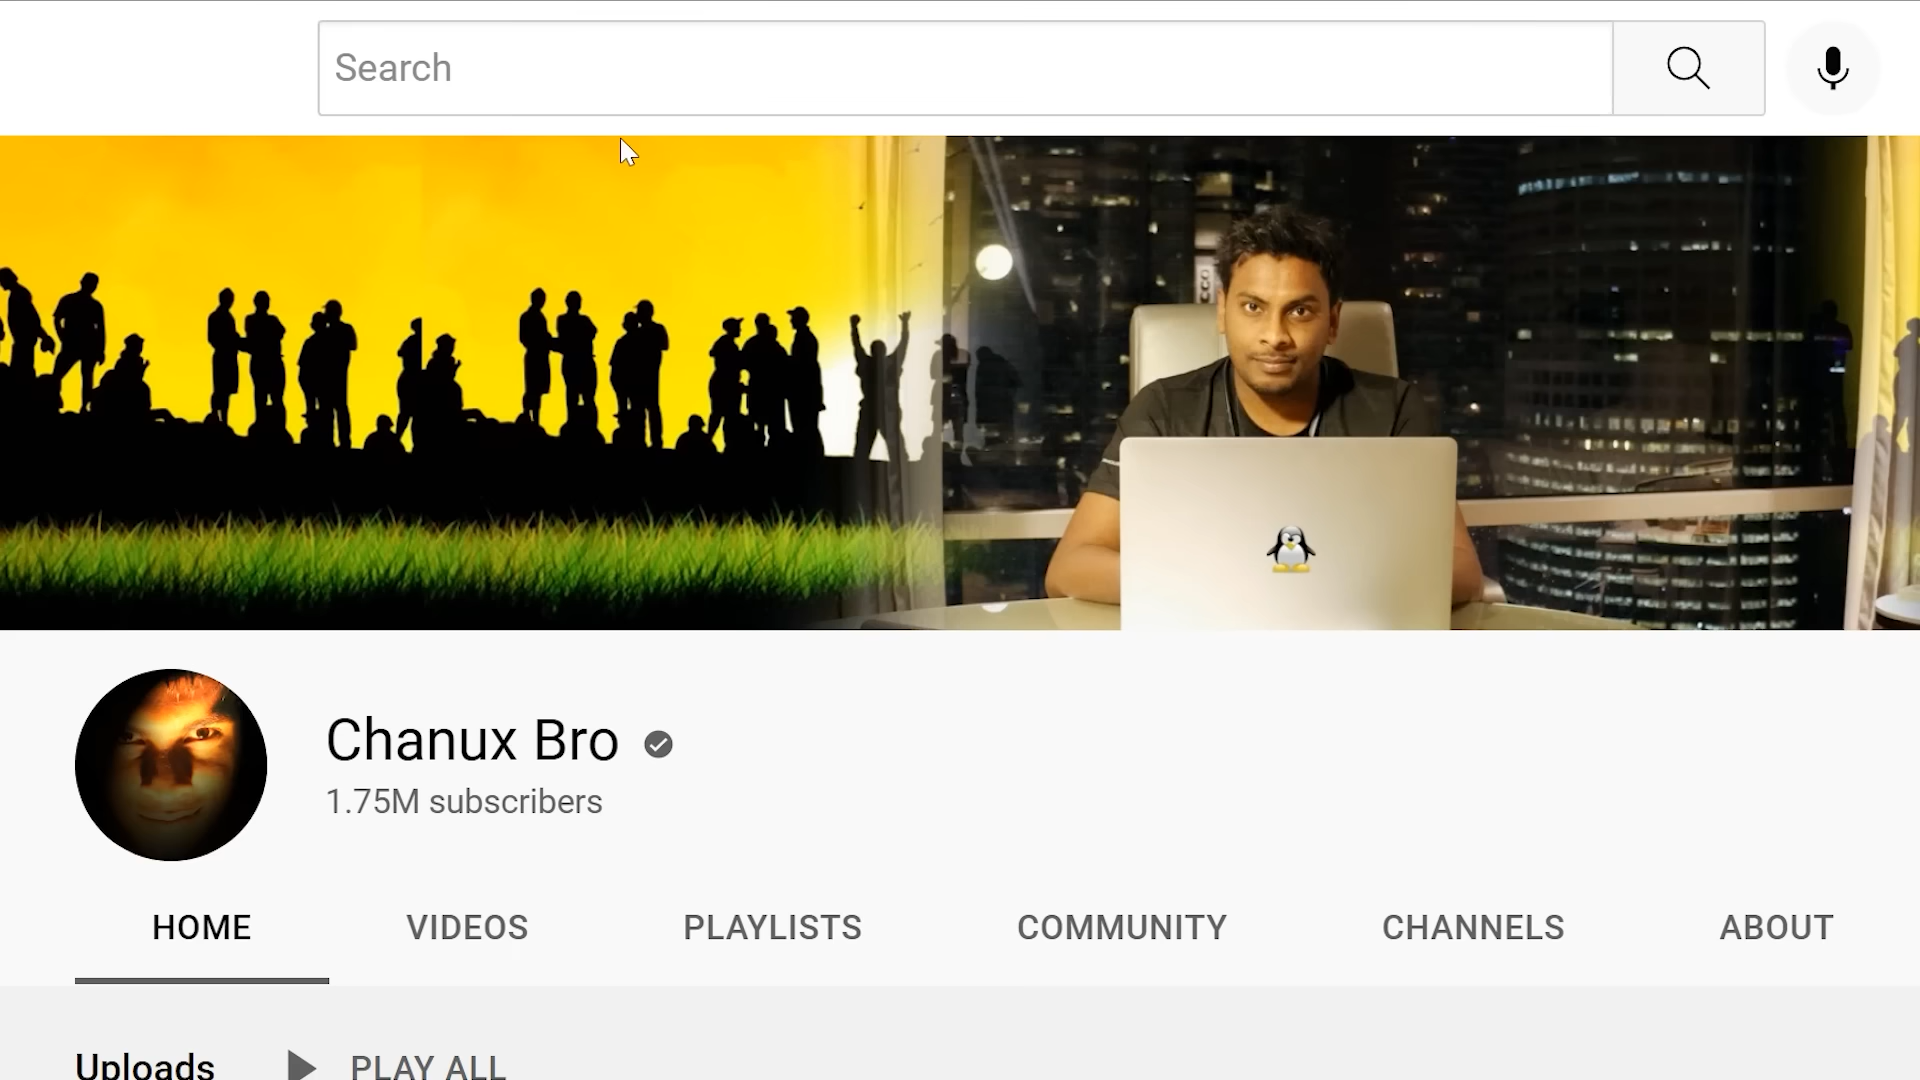 Search
Chanux Bro
1.75M subscribers
HOME VIDEOS PLAYLISTS COMMUNITY CHANNELS ABOUT
Uploads PLAY ALL